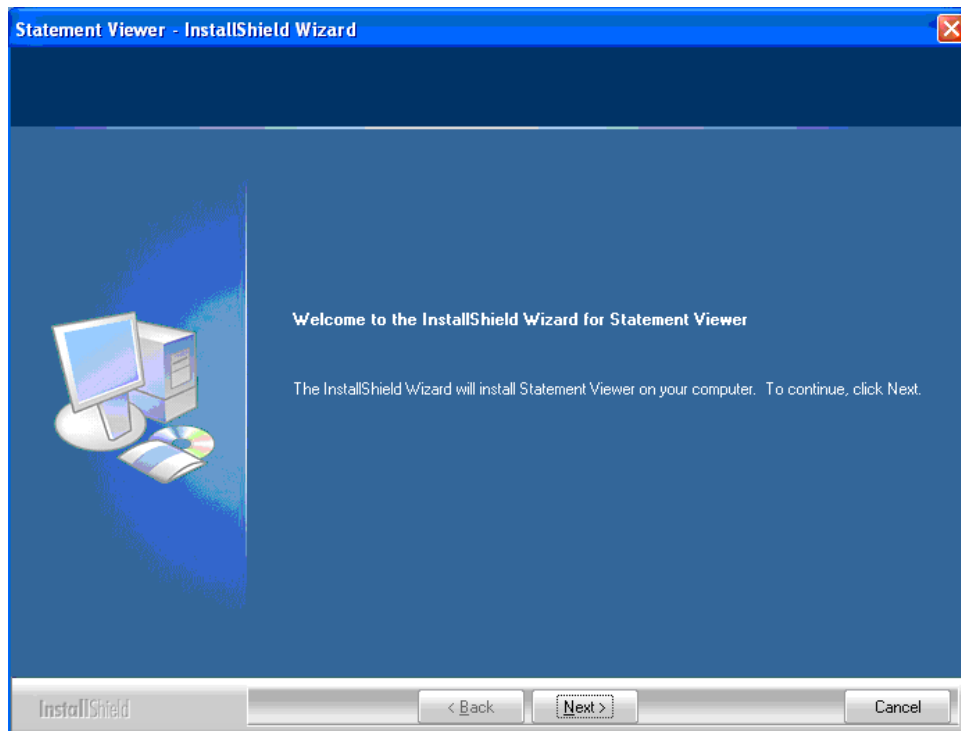 Statement Viewer - InstallShield Wizard
Welcome to the InstallShield Wizard for Statement Viewer
The InstallShield Wizard will install Statement Viewer on your computer.  To continue, click Next.
InstallShield
< Back
Next >
Cancel